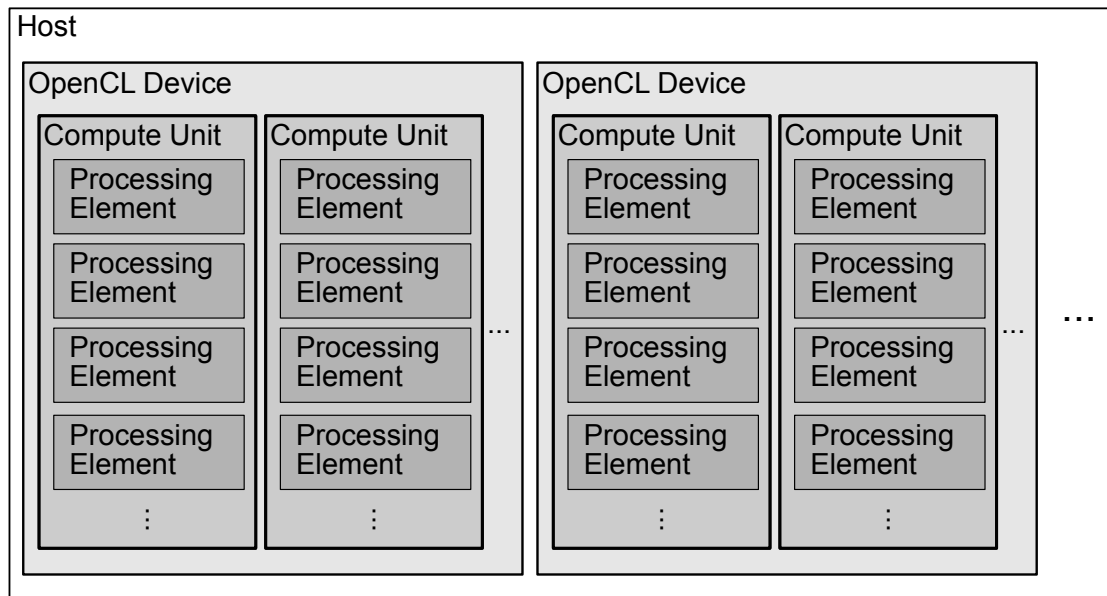 Host
OpenCL Device
Compute Unit
Processing
Element
Processing
Element
Processing
Element
Processing
Element
⋮
Compute Unit
Processing
Element
Processing
Element
Processing
Element
Processing
Element
⋮
...
OpenCL Device
Compute Unit
Processing
Element
Processing
Element
Processing
Element
Processing
Element
⋮
Compute Unit
Processing
Element
Processing
Element
Processing
Element
Processing
Element
⋮
...
...